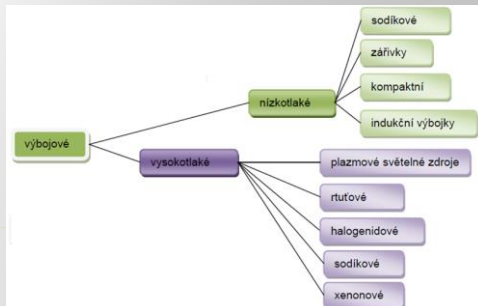 výbojové
nízkotlaké
sodíkové
zářivky
kompaktní
indukční výbojky
vysokotlaké
plazmové světelné zdroje
rtuťové
halogenidové
sodíkové
xenonové